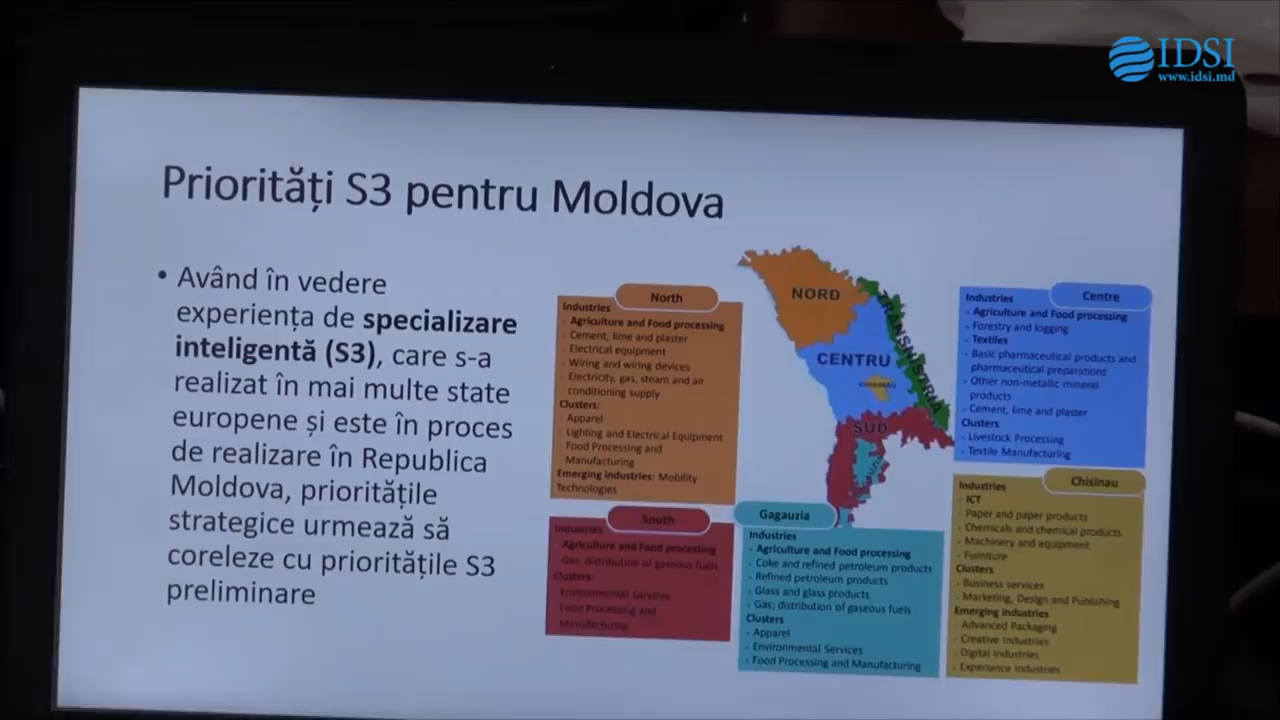 IDSI
www.idsi.md
Priorități S3 pentru Moldova
• Având în vedere
experiența de specializare
inteligentă (S3), care s-a
realizat în mai multe state
europene și este în proces
de realizare în Republica
Moldova, prioritățile
strategice urmează să
coreleze cu prioritățile S3
preliminare
North
Industries
- Agriculture and Food processing
- Cement, lime and plaster
- Electrical equipment
- Wiring and wiring devices
- Electricity, gas, steam and air
conditioning supply
Clusters:
- Apparel
Lighting and Electrical Equipment
Food Processing and
Manufacturing
Emerging industries: Mobility
Technologies
South
Industries
Agriculture and Food processing
Gas; distribution of gaseous fuels
Clusters:
Environmental Services
Food Processing and
Manufacturing
NORD
CENTRU
CHISINAU
SUD
Gagauzia
Industries
- Agriculture and Food processing
- Coke and refined petroleum products
- Refined petroleum products
- Glass and glass products
- Gas; distribution of gaseous fuels
Clusters
- Apparel
- Environmental Services
- Food Processing and Manufacturing
Centre
Industries
- Agriculture and Food processing
- Forestry and logging
- Textiles
- Basic pharmaceutical products and
pharmaceutical preparations
- Other non-metallic mineral
products
- Cement, lime and plaster
Clusters
- Livestock Processing
- Textile Manufacturing
Chisinau
Industries
- ICT
- Paper and paper products
- Chemicals and chemical products
- Machinery and equipment
- Furniture
Clusters
- Business services
- Marketing, Design and Publishing
Emerging industries
- Advanced Packaging
- Creative Industries
- Digital Industries
- Experience Industries